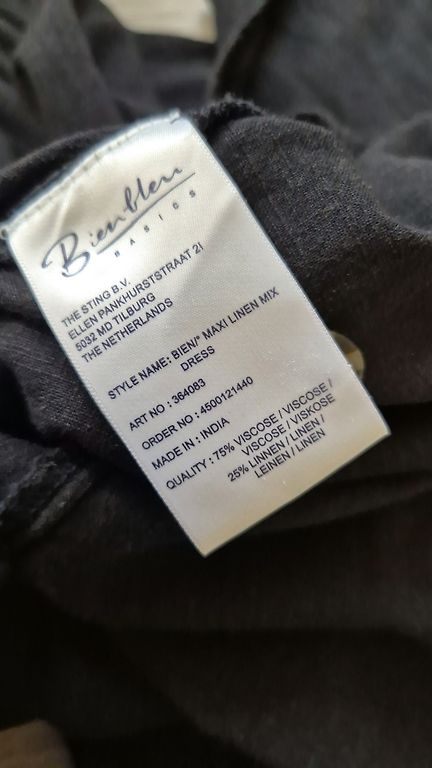 Bienbleu
BASICS
THE STING B.V.
ELLEN PANKHURSTSTRAAT 21
5032 MD TILBURG
THE NETHERLANDS
STYLE NAME: BIEN/* MAXI LINEN MIX
DRESS
ART NO : 364083
ORDER NO : 4500121440
MADE IN : INDIA
QUALITY : 75% VISCOSE / VISCOSE /
VISCOSE / VISKOSE
25% LINNEN / LINEN /
LEINEN / LINEN